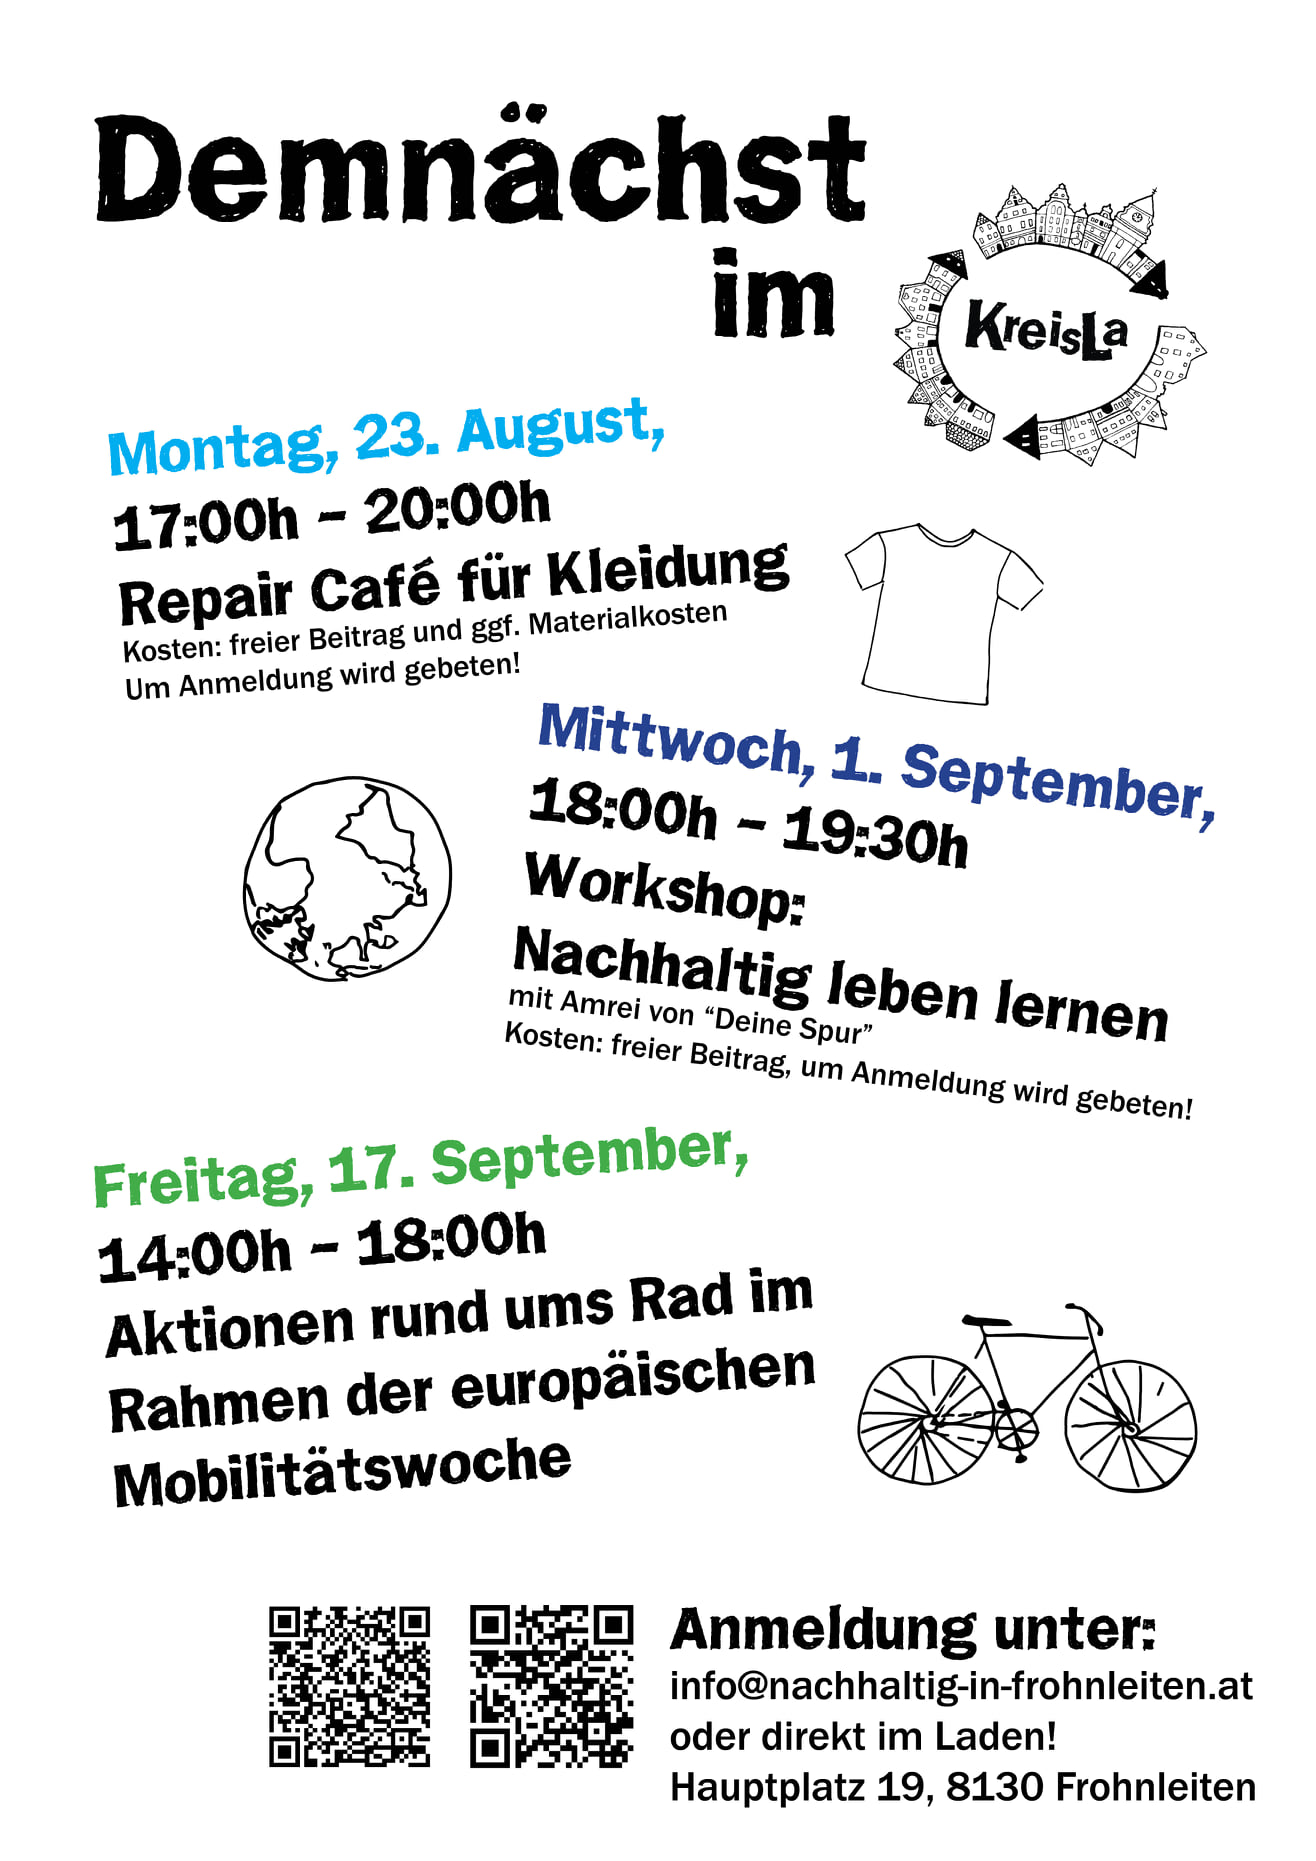 Demnächst
im
KreisLa
Montag, 23. August,
17:00h – 20:00h
Repair Café für Kleidung
Kosten: freier Beitrag und ggf. Materialkosten
Um Anmeldung wird gebeten!
Mittwoch, 1. September,
18:00h – 19:30h
Workshop:
Nachhaltig leben lernen
mit Amrei von “Deine Spur”
Kosten: freier Beitrag, um Anmeldung wird gebeten!
Freitag, 17. September,
14:00h – 18:00h
Aktionen rund ums Rad im
Rahmen der europäischen
Mobilitätswoche
Anmeldung unter:
info@nachhaltig-in-frohnleiten.at
oder direkt im Laden!
Hauptplatz 19, 8130 Frohnleiten